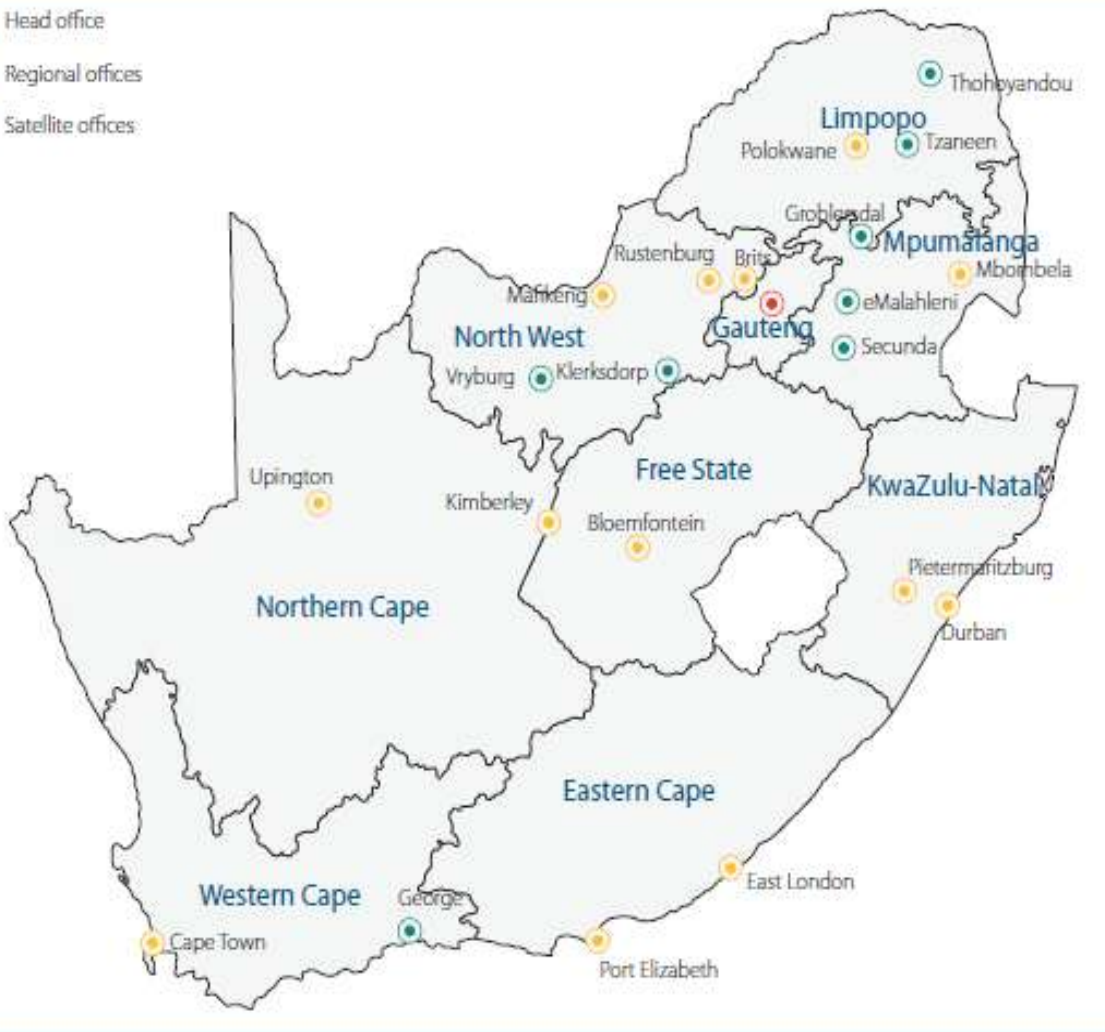 Head office
Regional offices
Satellite offices
Thohoyandou
Limpopo
Polokwane
Tzaneen
Groblersdal
Mpumalanga
Rustenburg
Brits
Mbombela
Mafikeng
eMalahleni
North West
Gauteng
Secunda
Vryburg
Klerksdorp
Free State
Upington
KwaZulu-Natal
Kimberley
Bloemfontein
Pietermaritzburg
Northern Cape
Durban
Eastern Cape
Western Cape
George
East London
Cape Town
Port Elizabeth